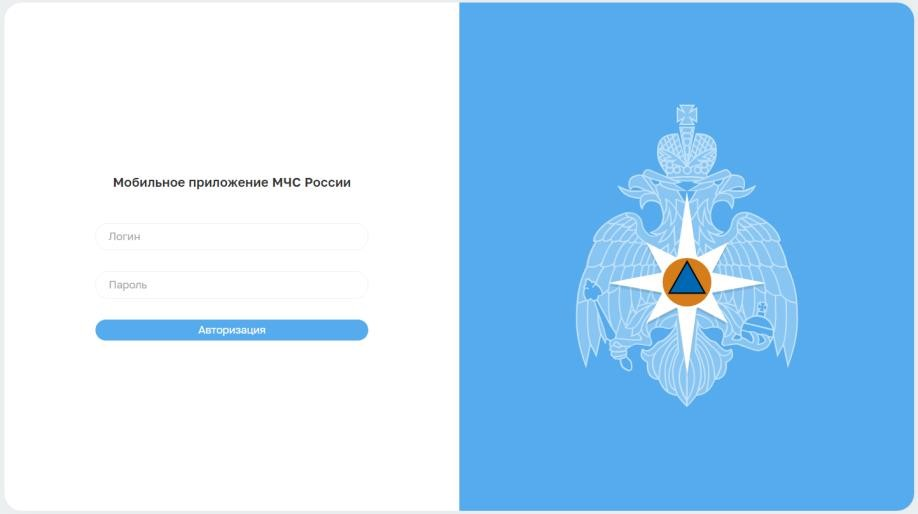 Мобильное приложение МЧС России
Логин
Пароль
Авторизация